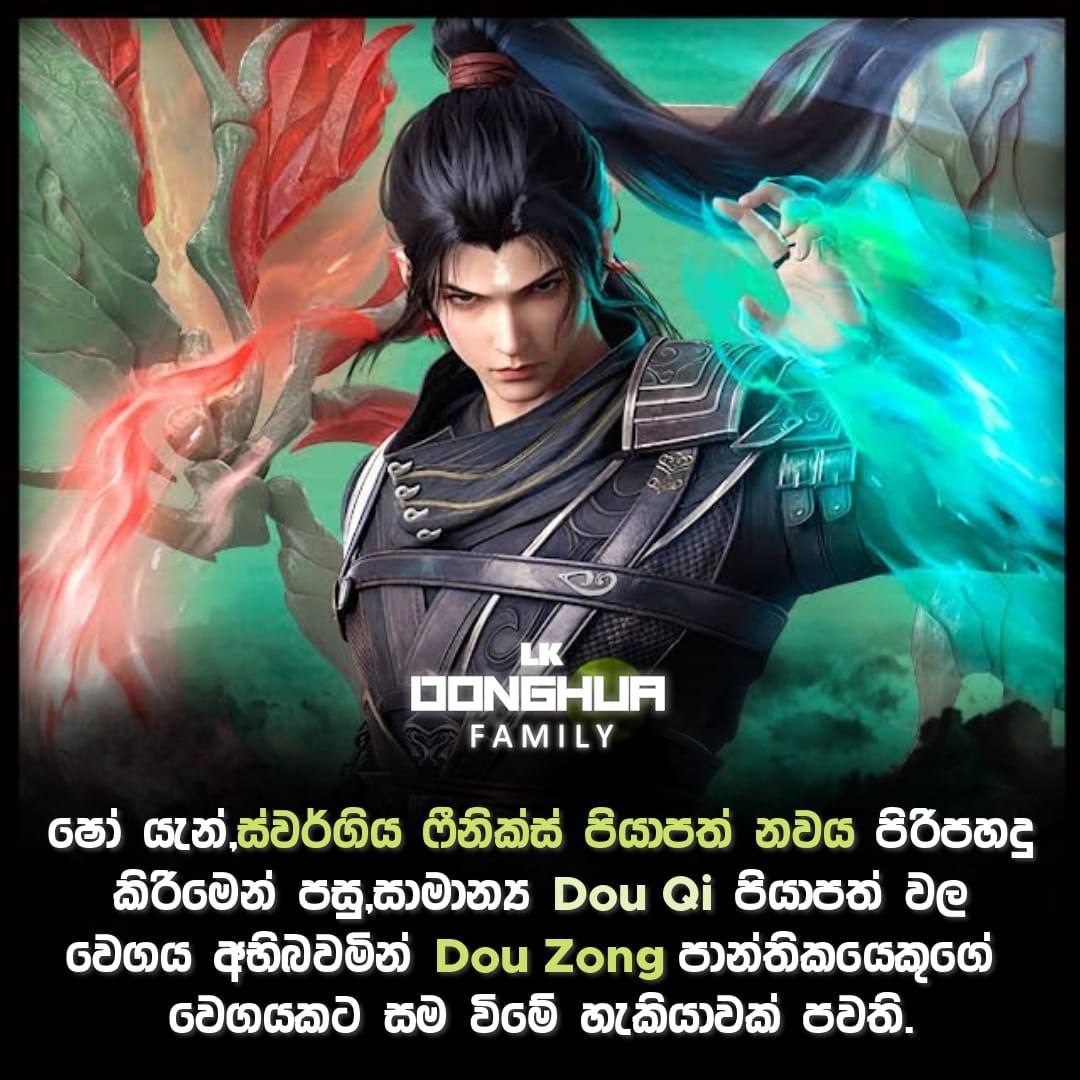 LK
DONGHUA
FAMILY
ෂෝ යැන්,ස්වර්ගිය ෆීනික්ස් පියාපත් නවය පිරිපහදු
කිරිමෙන් පසු,සාමාන්‍ය Dou Qi පියාපත් වල
වෙගය අභිබවමින් Dou Zong පාන්තිකයෙකුගේ
වෙගයකට සම විමේ හැකියාවක් පවති.